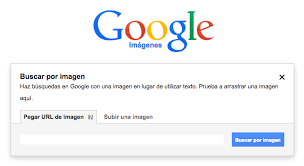 Google
Imágenes
Buscar por imagen
Haz búsquedas en Google con una imagen en lugar de utilizar texto. Prueba a arrastrar una imagen
aquí.
Pegar URL de imagen Subir una imagen
Buscar por imagen